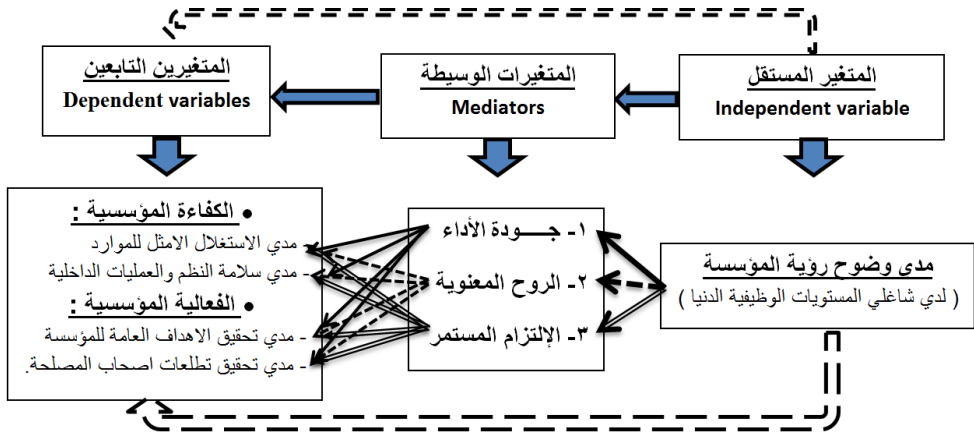 المتغير المستقل
Independent variable
المتغيرات الوسيطة
Mediators
المتغيرين التابعين
Dependent variables
مدي وضوح رؤية المؤسسة
( لدي شاغلي المستويات الوظيفية الدنيا )
١- جـــودة الأداء
٢- الروح المعنوية
٣- الإلتزام المستمر
• الكفاءة المؤسسية :
- مدي الاستغلال الامثل للموارد
- مدي سلامة النظم والعمليات الداخلية
• الفعالية المؤسسية :
- مدي تحقيق الاهداف العامة للمؤسسة
- مدي تحقيق تطلعات اصحاب المصلحة.